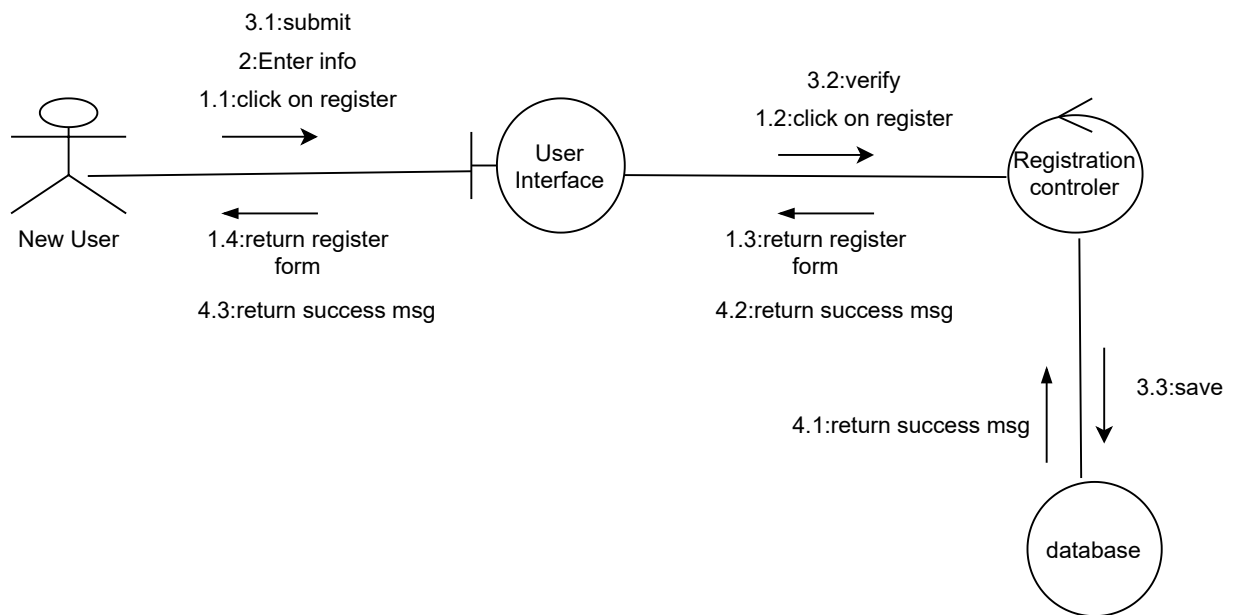 3.1:submit
2:Enter info
1.1:click on register
3.2:verify
1.2:click on register
User
Interface
Registration
controler
New User
1.4:return register
form
4.3:return success msg
1.3:return register
form
4.2:return success msg
3.3:save
4.1:return success msg
database